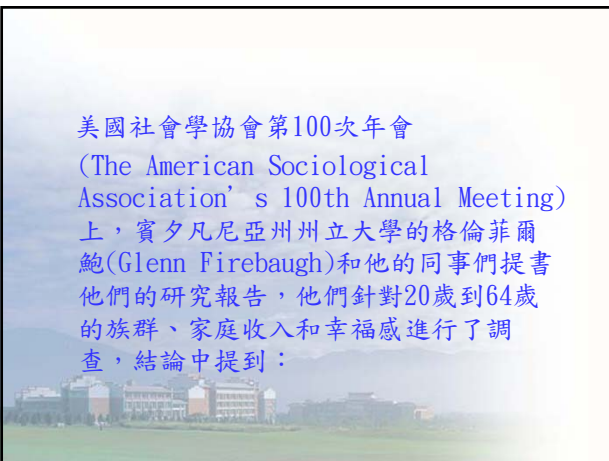 美國社會學協會第100次年會
(The American Sociological
Association's 100th Annual Meeting)
上，賓夕凡尼亞州州立大學的格倫菲爾
鮑(Glenn Firebaugh)和他的同事們提書
他們的研究報告，他們針對20歲到64歲
的族群、家庭收入和幸福感進行了調
查，結論中提到：